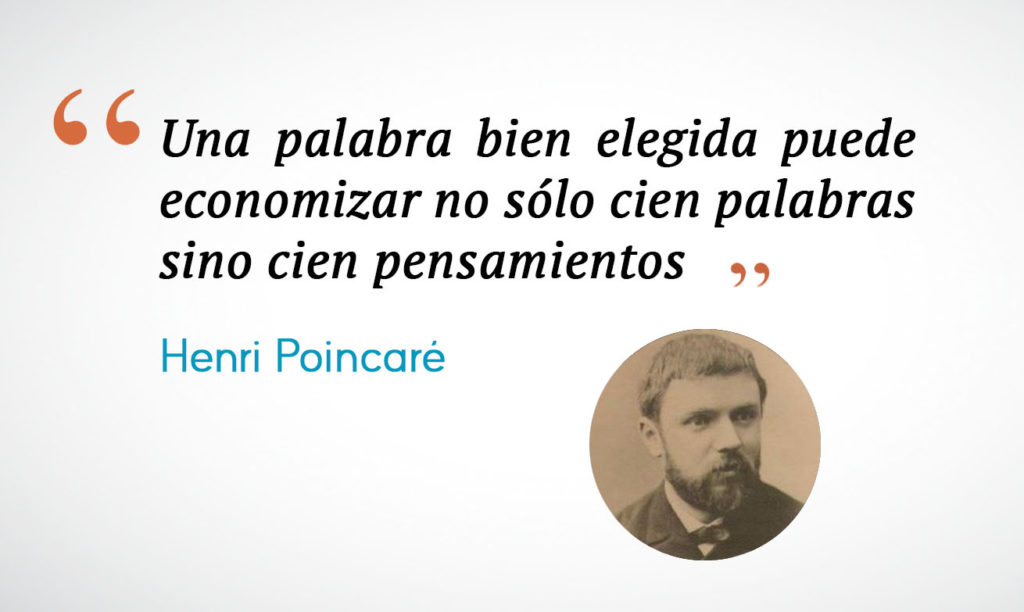 “ Una palabra bien elegida puede
economizar no sólo cien palabras
sino cien pensamientos ”
Henri Poincaré